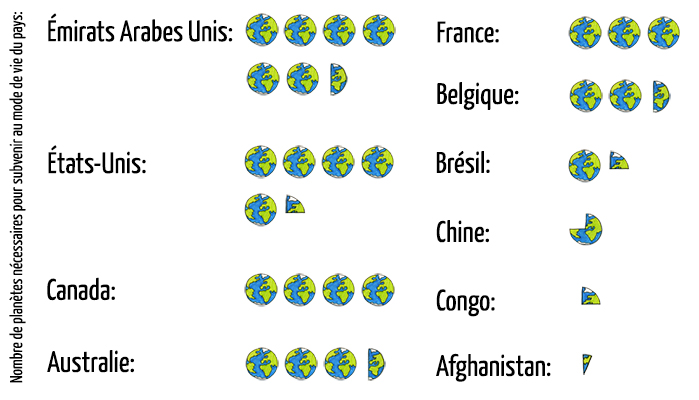 Nombre de planètes nécessaires pour subvenir au mode de vie du pays:
Émirats Arabes Unis:
États-Unis:
Canada:
Australie:
France:
Belgique:
Brésil:
Chine:
Congo:
Afghanistan: